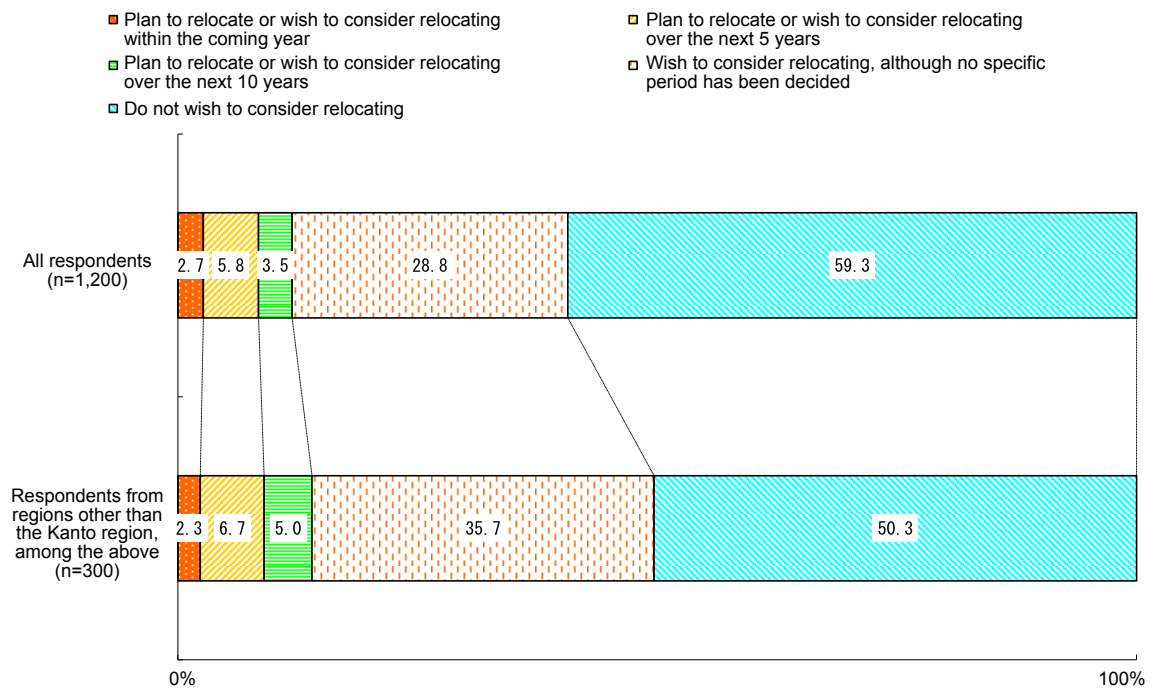 Plan to relocate or wish to consider relocating
within the coming year
Plan to relocate or wish to consider relocating
over the next 5 years
Plan to relocate or wish to consider relocating
over the next 10 years
Wish to consider relocating, although no specific
period has been decided
Do not wish to consider relocating
All respondents
(n=1,200)
2.7
5.8
3.5
28.8
59.3
Respondents from
regions other than
the Kanto region,
among the above
(n=300)
2.3
6.7
5.0
35.7
50.3
0%
100%